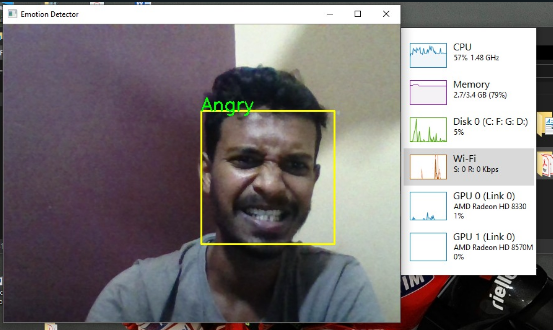 Emotion Detector
Angry
CPU
57% 1.48 GHz
Memory
2.7/3.4 GB (79%)
Disk 0 (C: F: G: D:)
5%
Wi-Fi
S: 0 R: 0 Kbps
GPU 0 (Link 0)
AMD Radeon HD 8330
1%
GPU 1 (Link 0)
AMD Radeon HD 8570M
0%
riello